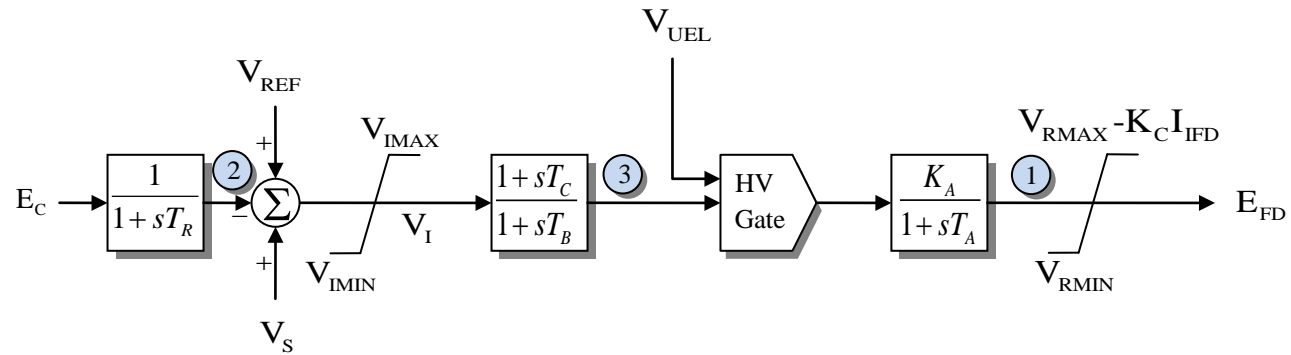 V_UEL
V_REF
V_IMAX
V_RMAX -K_C I_IFD
+
E_C
1
1 + sT_R
2
−
Σ
+
V_IMIN
V_I
1 + sT_C
1 + sT_B
3
HV
Gate
K_A
1 + sT_A
1
E_FD
V_RMIN
V_S